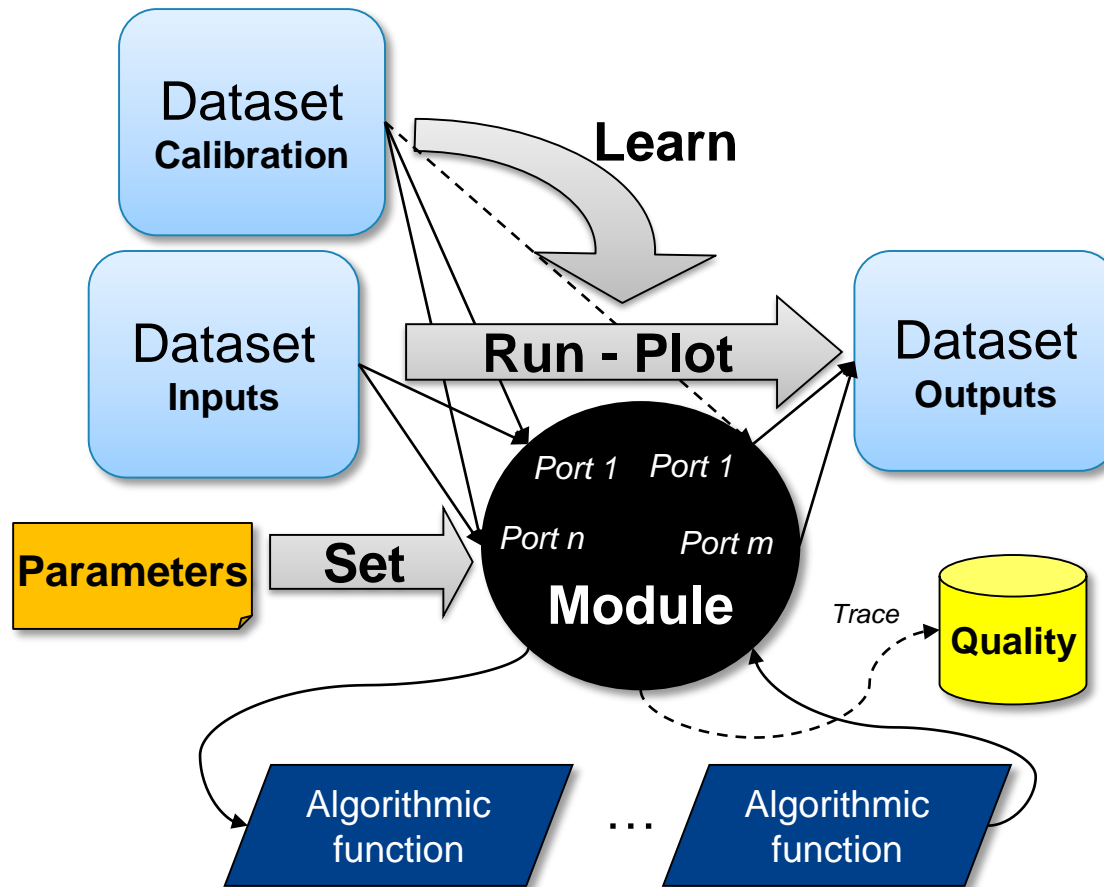 Dataset
Calibration
Learn
Dataset
Inputs
Run - Plot
Dataset
Outputs
Port 1
Port 1
Port n
Port m
Parameters
Set
Module
Trace
Quality
Algorithmic
function
...
Algorithmic
function